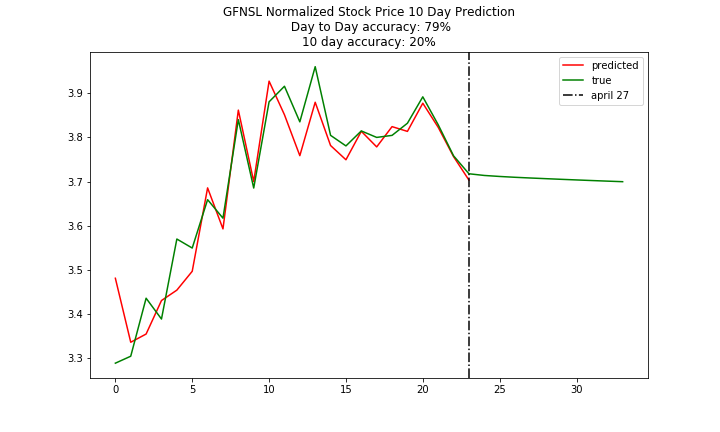 GFNSL Normalized Stock Price 10 Day Prediction
Day to Day accuracy: 79%
10 day accuracy: 20%
predicted
true
april 27
3.9
3.8
3.7
3.6
3.5
3.4
3.3
0 5 10 15 20 25 30